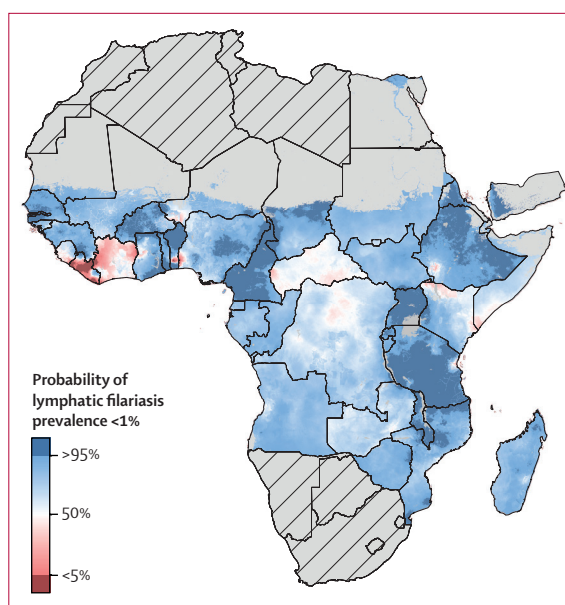 Probability of
lymphatic filariasis
prevalence <1%
>95%
50%
<5%